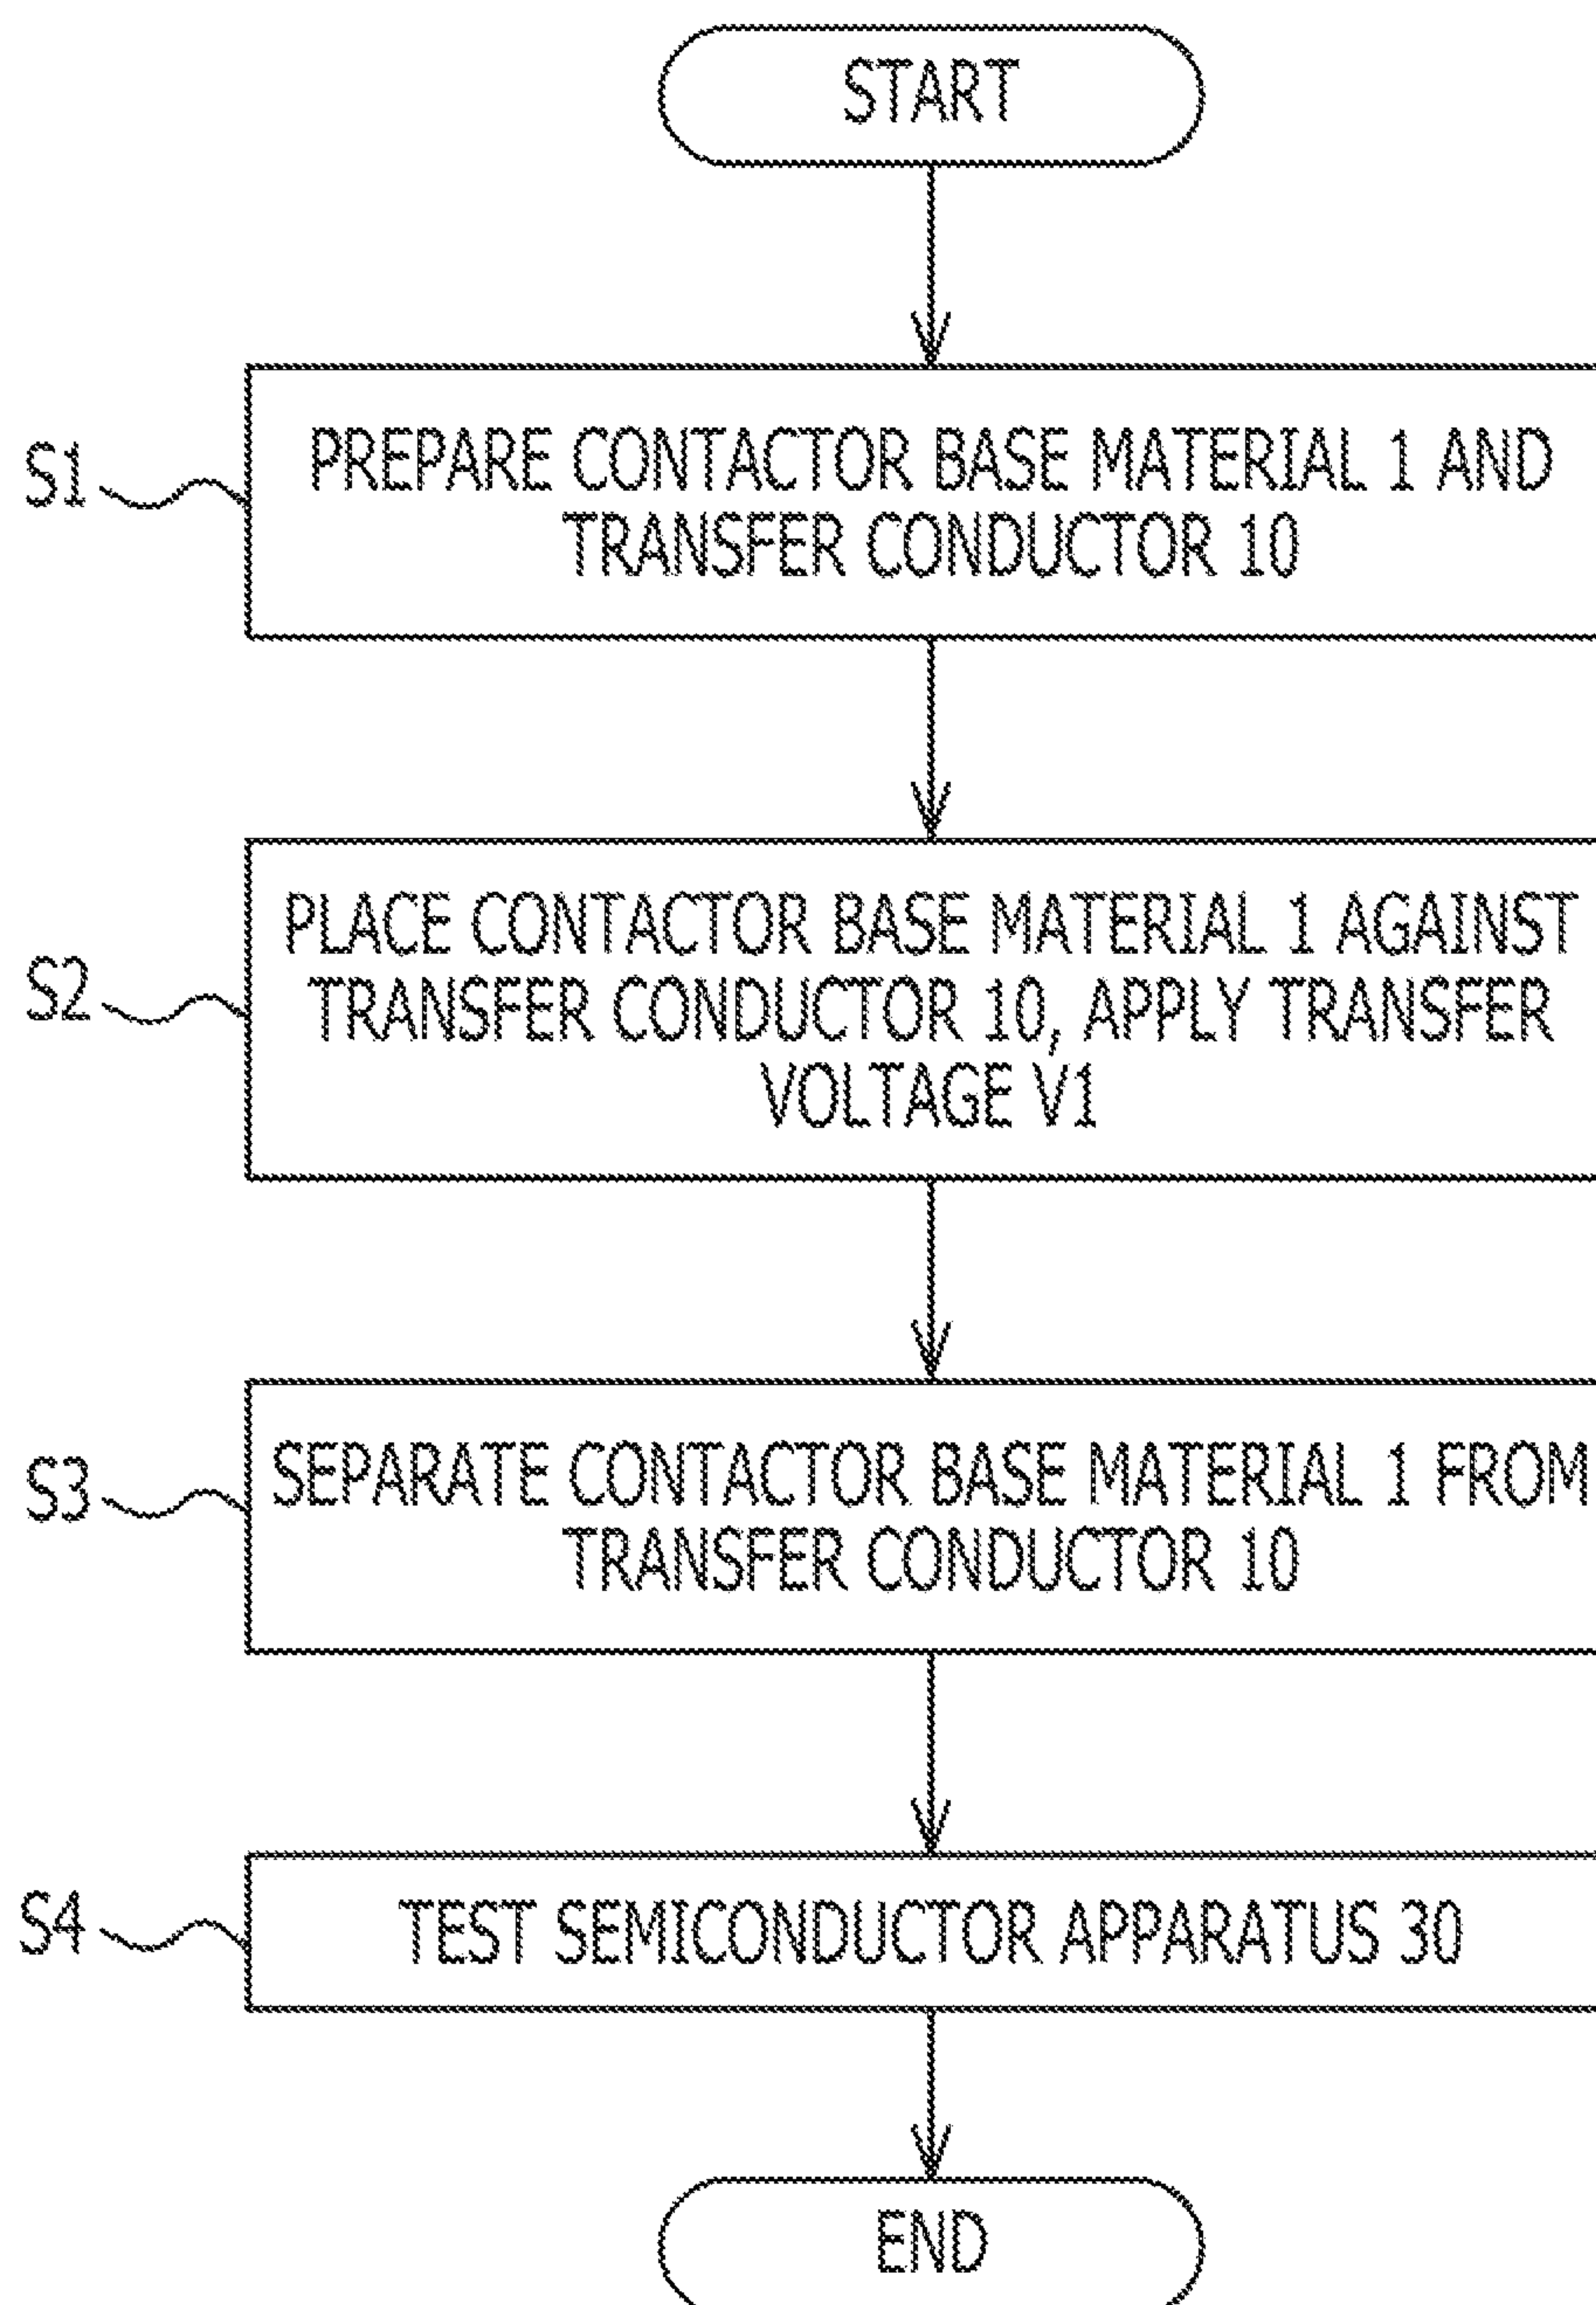 START
S1
PREPARE CONTACTOR BASE MATERIAL 1 AND
TRANSFER CONDUCTOR 10
S2
PLACE CONTACTOR BASE MATERIAL 1 AGAINST
TRANSFER CONDUCTOR 10, APPLY TRANSFER
VOLTAGE V1
S3
SEPARATE CONTACTOR BASE MATERIAL 1 FROM
TRANSFER CONDUCTOR 10
S4
TEST SEMICONDUCTOR APPARATUS 30
END